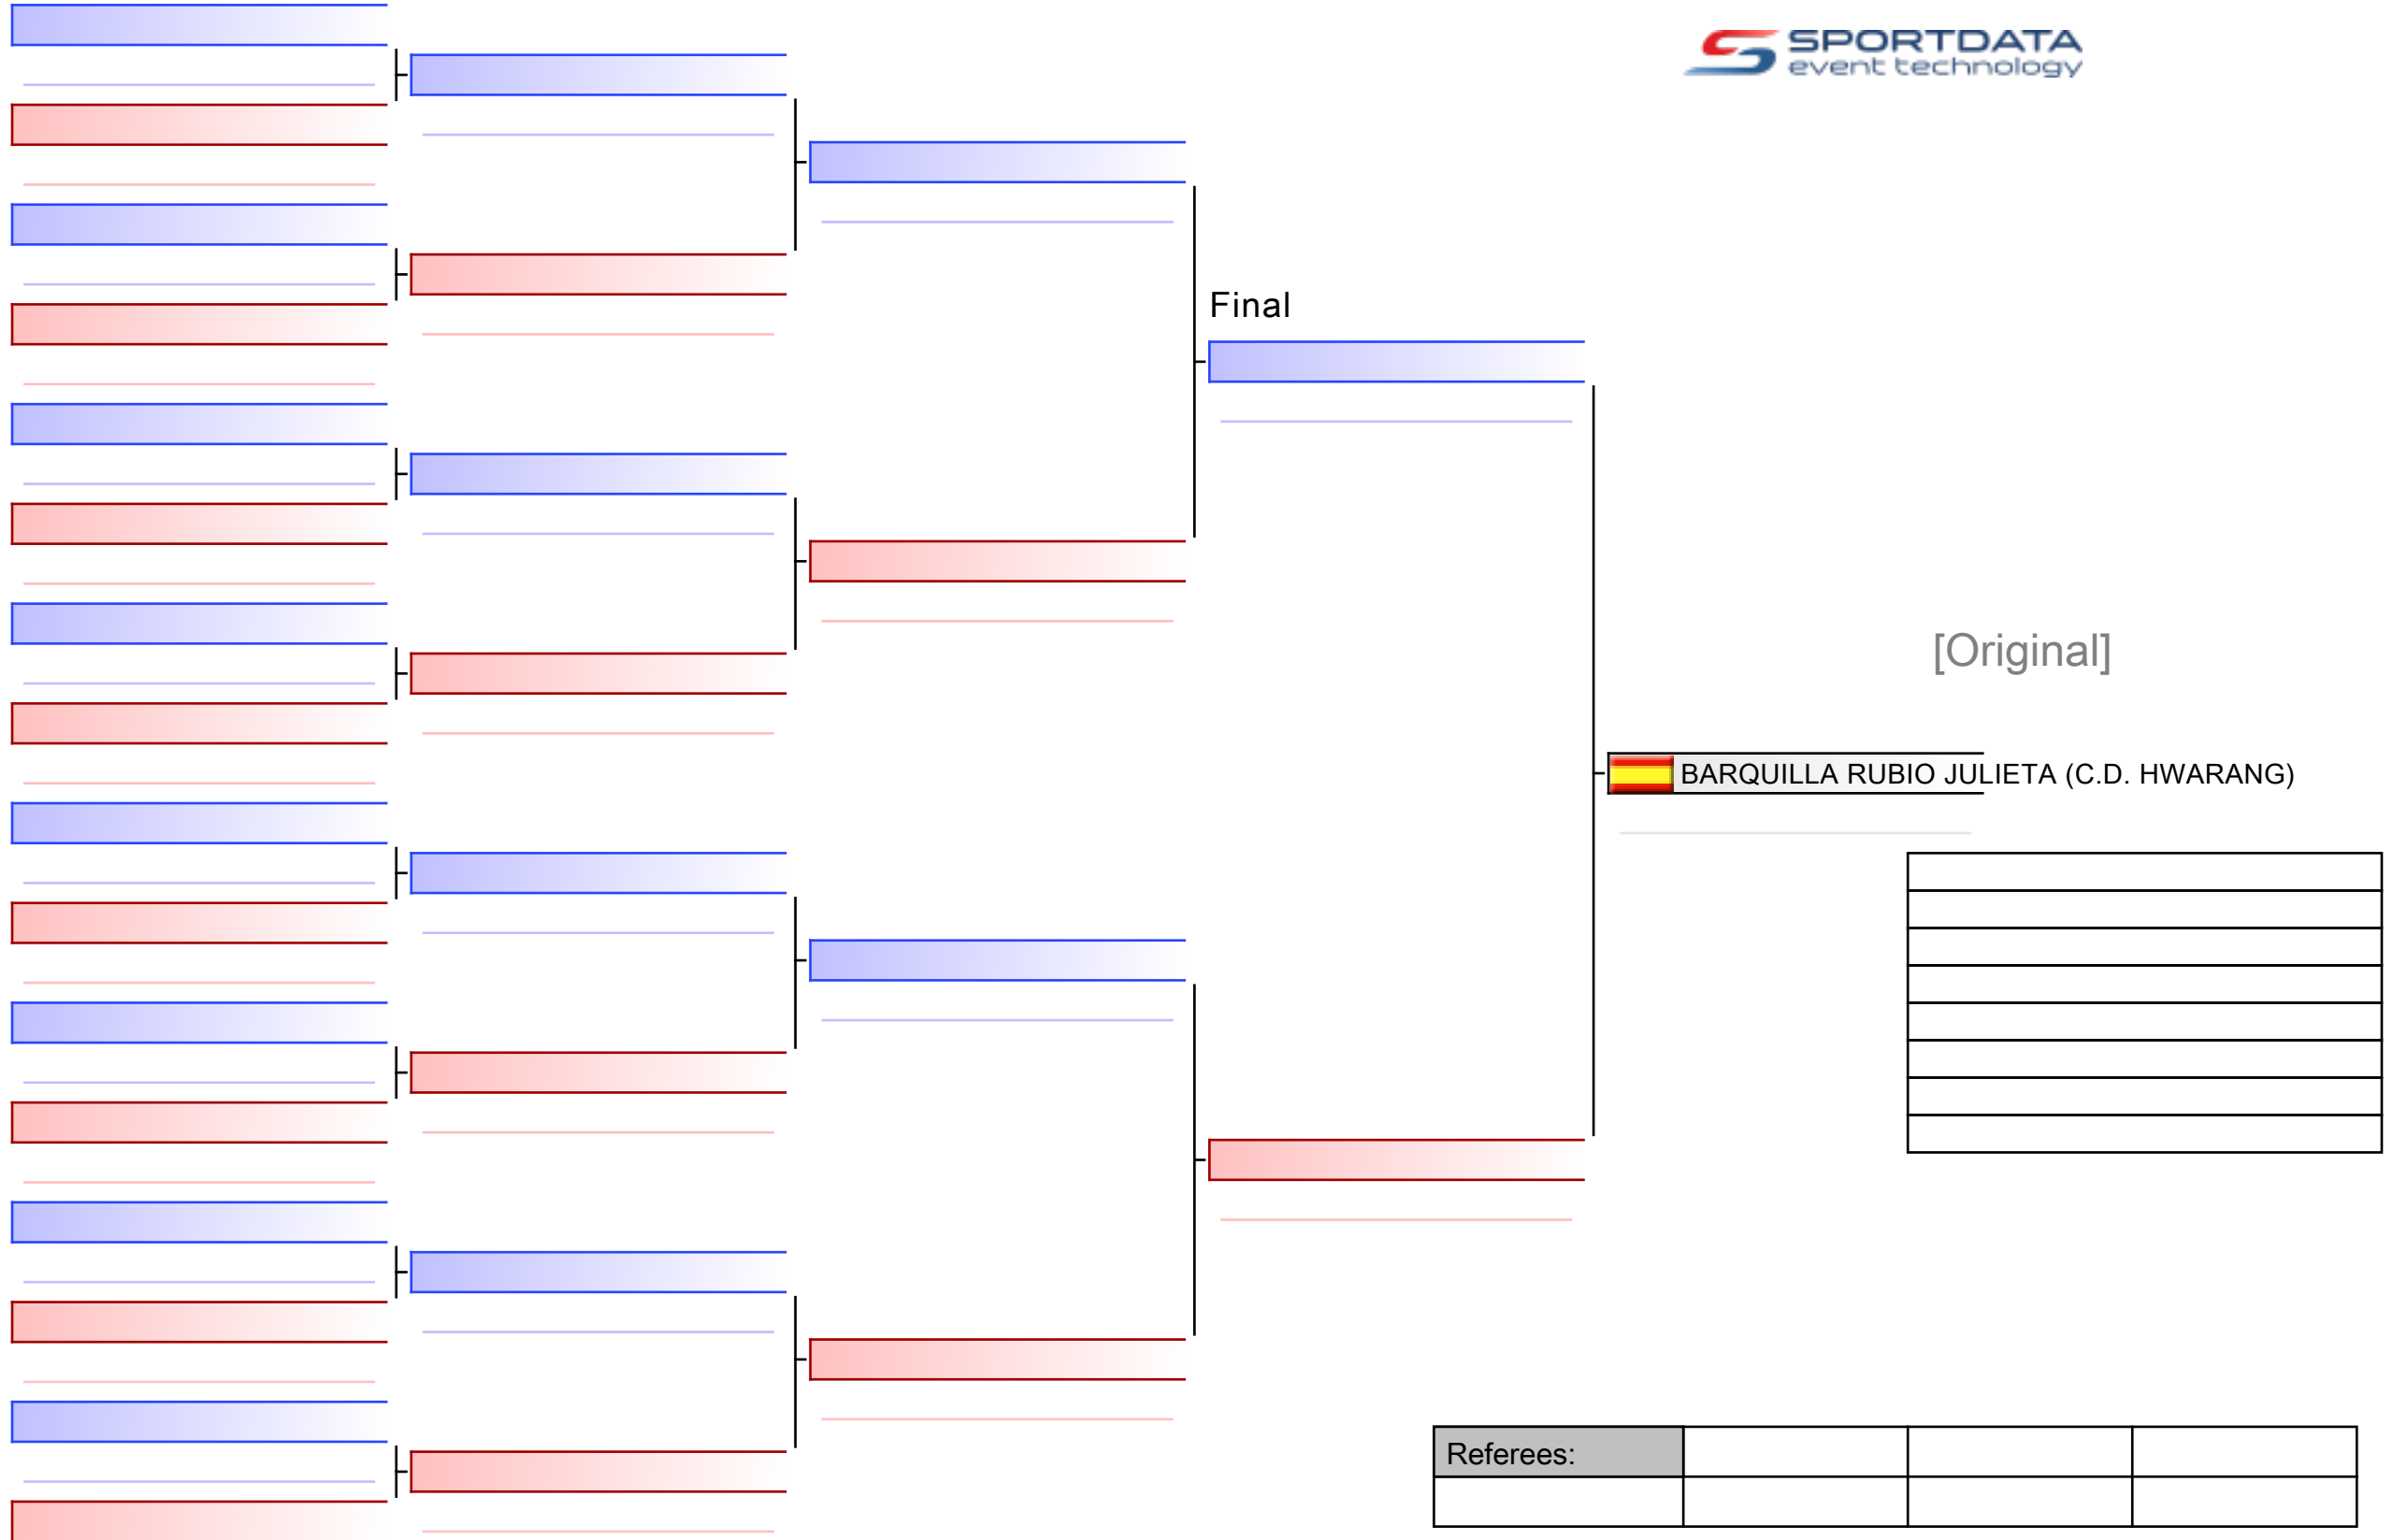 SPORTDATA
event technology
Final
[Original]
BARQUILLA RUBIO JULIETA (C.D. HWARANG)
Referees: